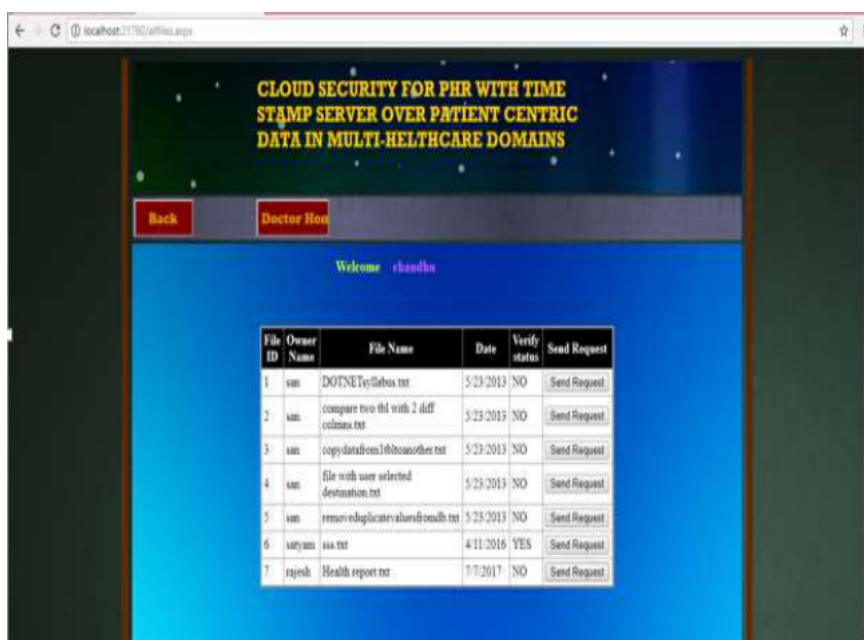 localhost:21780/allfiles.aspx
CLOUD SECURITY FOR PHR WITH TIME
STAMP SERVER OVER PATIENT CENTRIC
DATA IN MULTI-HELTHCARE DOMAINS
Back Doctor Hom
Welcome chandhu
File ID Owner Name File Name Date Verify status Send Request
1 san DOTNETsyllabus.txt 5/23/2013 NO Send Request
2 san compare two tbl with 2 diff
colmns.txt 5/23/2013 NO Send Request
3 san copydatafrom1tbltoanother.txt 5/23/2013 NO Send Request
4 san file with user selected
destination.txt 5/23/2013 NO Send Request
5 san removeduplicatevaluesfromdb.txt 5/23/2013 NO Send Request
6 satyam sss.txt 4/11/2016 YES Send Request
7 rajesh Health report.txt 7/7/2017 NO Send Request